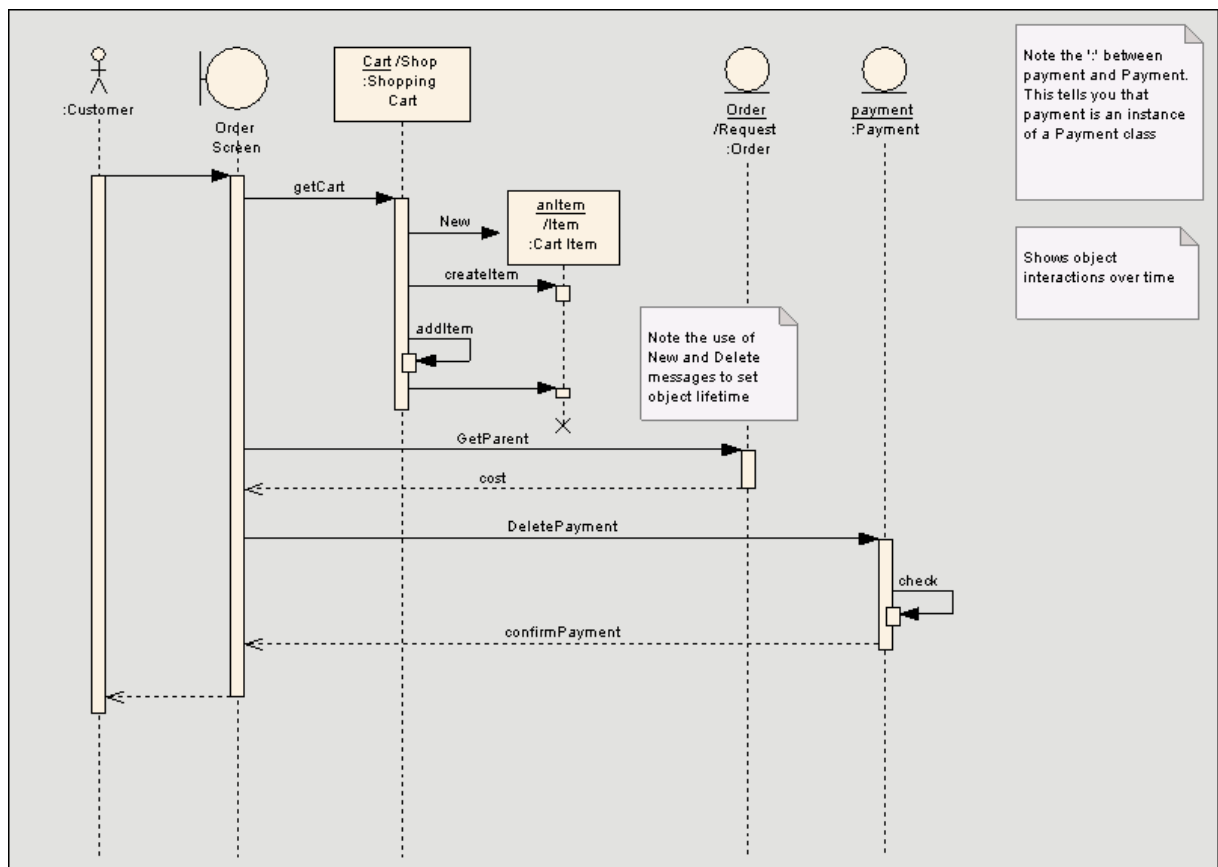 :Customer
Order
Screen
Cart /Shop
:Shopping
Cart
Order
/Request
:Order
payment
:Payment
Note the ':' between
payment and Payment.
This tells you that
payment is an instance
of a Payment class
getCart
New
anItem
/Item
:Cart Item
Shows object
interactions over time
createItem
addItem
Note the use of
New and Delete
messages to set
object lifetime
GetParent
cost
DeletePayment
check
confirmPayment